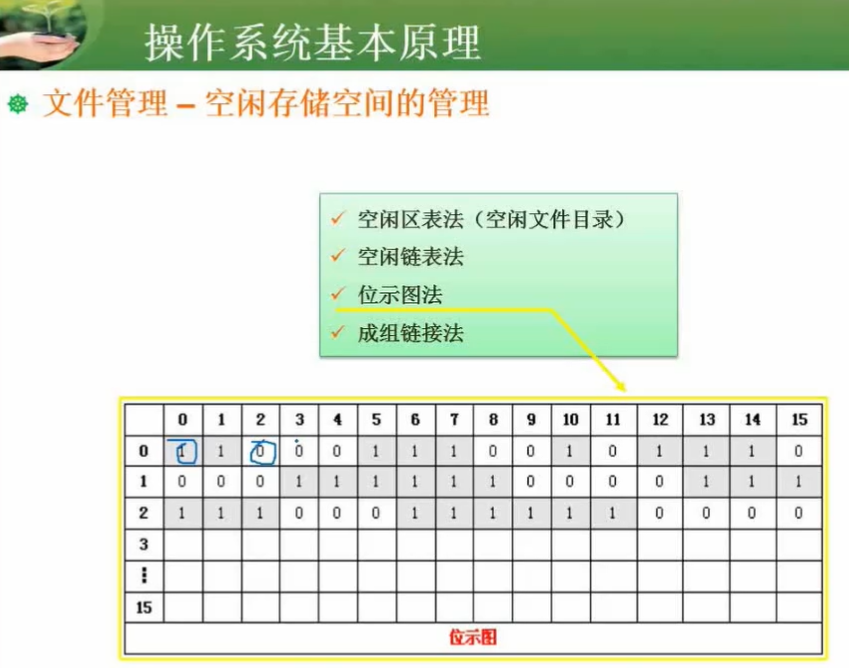 操作系统基本原理
文件管理 – 空闲存储空间的管理
✓ 空闲区表法（空闲文件目录）
✓ 空闲链表法
✓ 位示图法
✓ 成组链接法
0 1 2 3 4 5 6 7 8 9 10 11 12 13 14 15
0 1 1 0 0 0 1 1 1 0 0 1 0 1 1 1 0
1 0 0 0 1 1 1 1 1 1 0 0 0 0 1 1 1
2 1 1 1 0 0 0 1 1 1 1 1 1 0 0 0 0
3
⋮
15
位示图